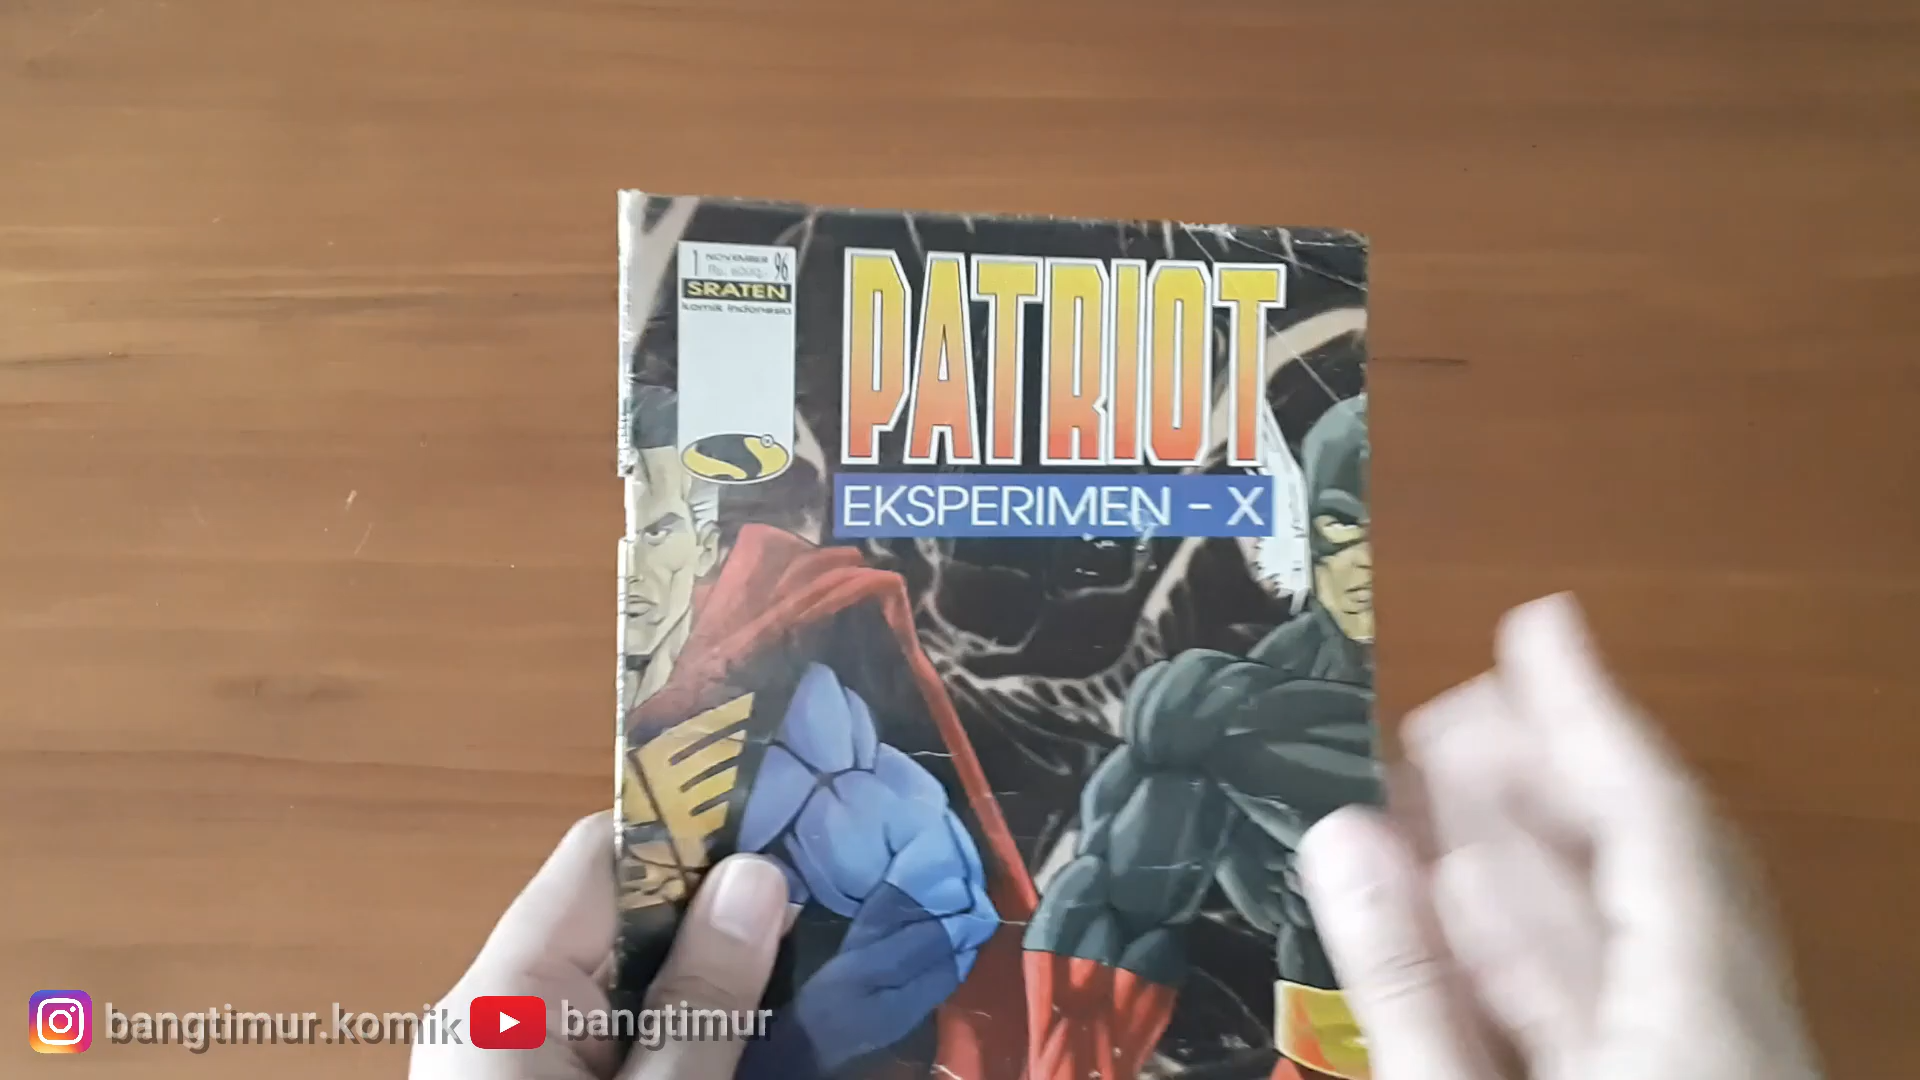 1 NOVEMBER 96
SRATEN
komik Indonesia
PATRIOT
EKSPERIMEN - X
bangtimur.komik
bangtimur